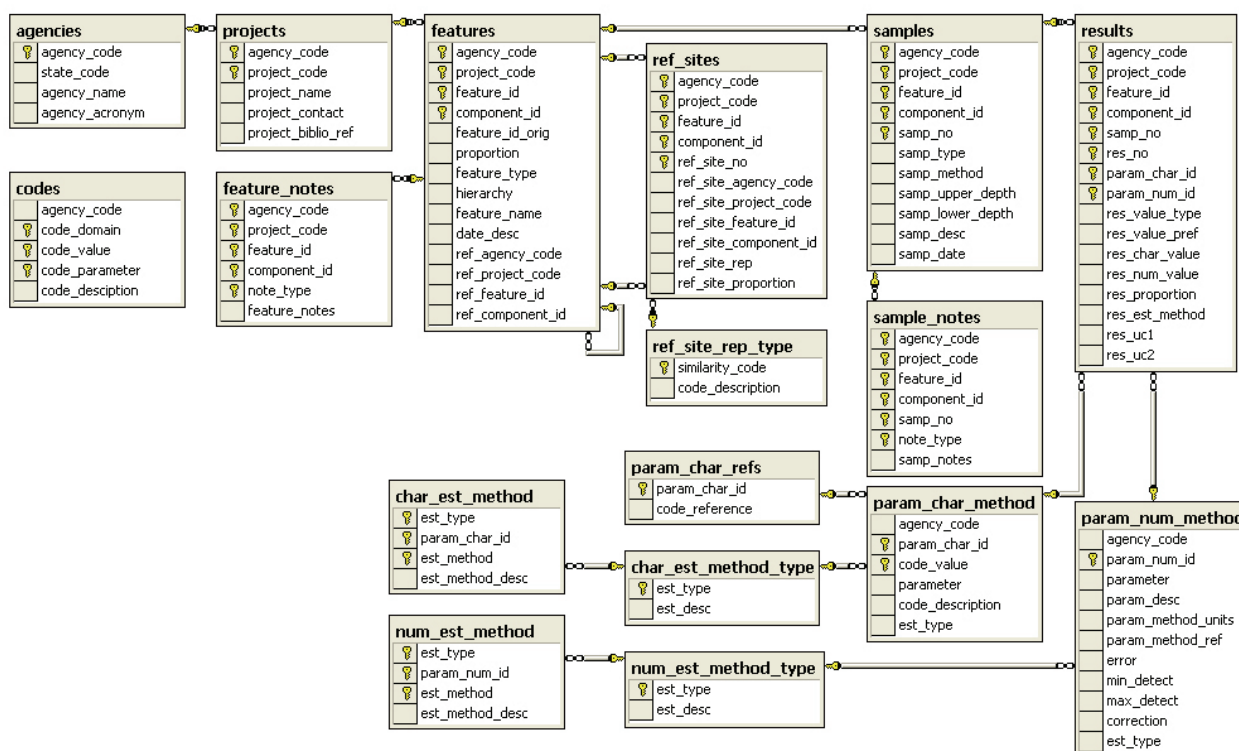 agencies
agency_code
state_code
agency_name
agency_acronym
projects
agency_code
project_code
project_name
project_contact
project_biblio_ref
features
agency_code
project_code
feature_id
component_id
feature_id_orig
proportion
feature_type
hierarchy
feature_name
date_desc
ref_agency_code
ref_project_code
ref_feature_id
ref_component_id
ref_sites
agency_code
project_code
feature_id
component_id
ref_site_no
ref_site_agency_code
ref_site_project_code
ref_site_feature_id
ref_site_component_id
ref_site_rep
ref_site_proportion
samples
agency_code
project_code
feature_id
component_id
samp_no
samp_type
samp_method
samp_upper_depth
samp_lower_depth
samp_desc
samp_date
results
agency_code
project_code
feature_id
component_id
samp_no
res_no
param_char_id
param_num_id
res_value_type
res_value_pref
res_char_value
res_num_value
res_proportion
res_est_method
res_uc1
res_uc2
codes
agency_code
code_domain
code_value
code_parameter
code_desciption
feature_notes
agency_code
project_code
feature_id
component_id
note_type
feature_notes
ref_site_rep_type
similarity_code
code_description
sample_notes
agency_code
project_code
feature_id
component_id
samp_no
note_type
samp_notes
param_char_refs
param_char_id
code_reference
char_est_method
est_type
param_char_id
est_method
est_method_desc
char_est_method_type
est_type
est_desc
param_char_method
agency_code
param_char_id
code_value
parameter
code_description
est_type
param_num_method
agency_code
param_num_id
parameter
param_desc
param_method_units
param_method_ref
error
min_detect
max_detect
correction
est_type
num_est_method
est_type
param_num_id
est_method
est_method_desc
num_est_method_type
est_type
est_desc